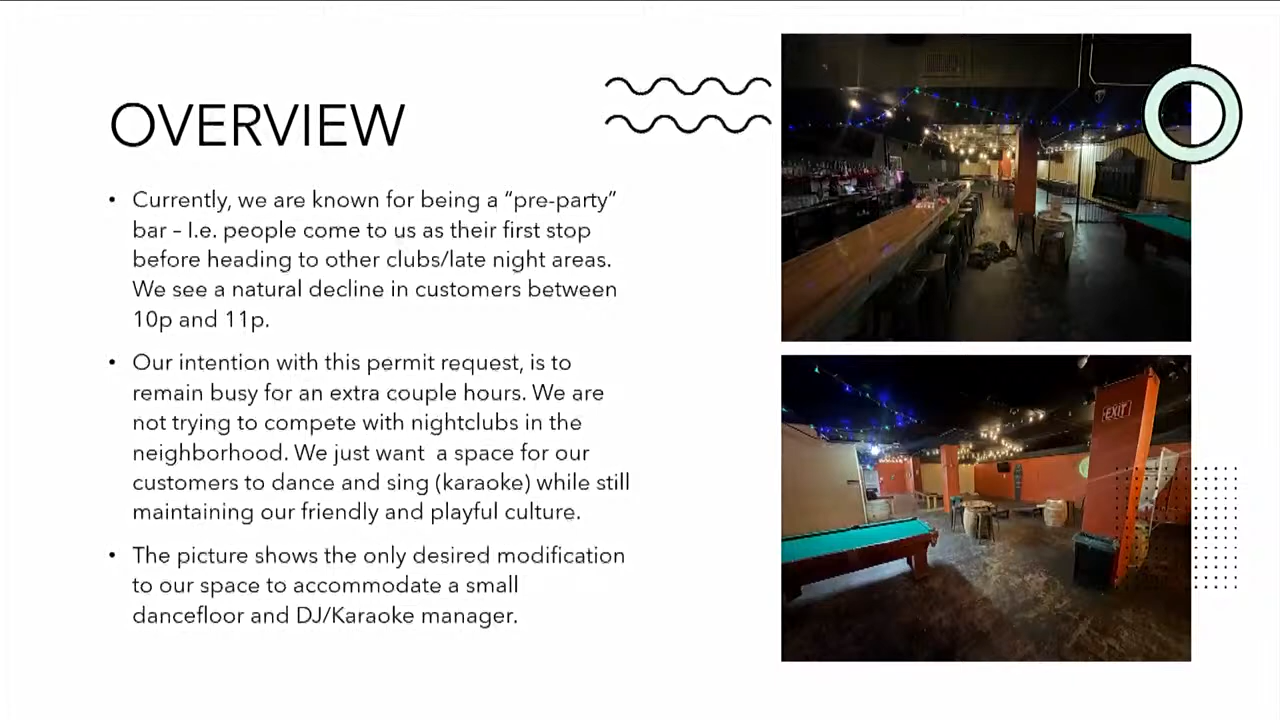 OVERVIEW
• Currently, we are known for being a “pre-party”
bar – I.e. people come to us as their first stop
before heading to other clubs/late night areas.
We see a natural decline in customers between
10p and 11p.
• Our intention with this permit request, is to
remain busy for an extra couple hours. We are
not trying to compete with nightclubs in the
neighborhood. We just want  a space for our
customers to dance and sing (karaoke) while still
maintaining our friendly and playful culture.
• The picture shows the only desired modification
to our space to accommodate a small
dancefloor and DJ/Karaoke manager.
EXIT